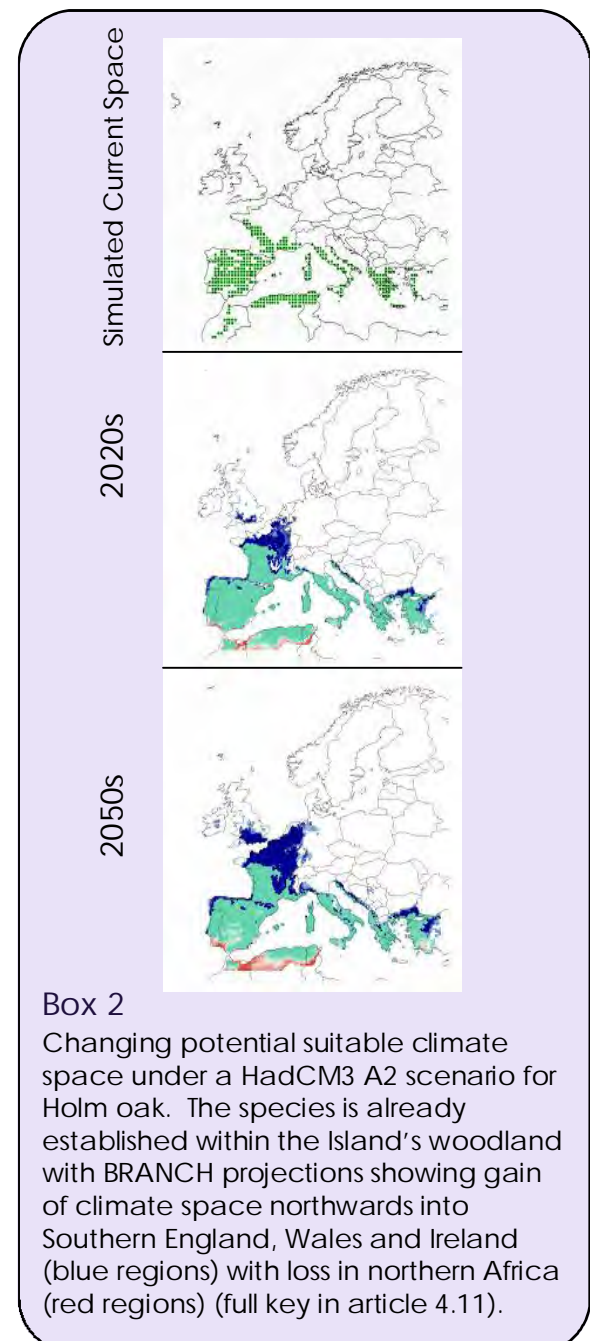 Simulated Current Space
2020s
2050s
Box 2
Changing potential suitable climate
space under a HadCM3 A2 scenario for
Holm oak.  The species is already
established within the Island's woodland
with BRANCH projections showing gain
of climate space northwards into
Southern England, Wales and Ireland
(blue regions) with loss in northern Africa
(red regions) (full key in article 4.11).